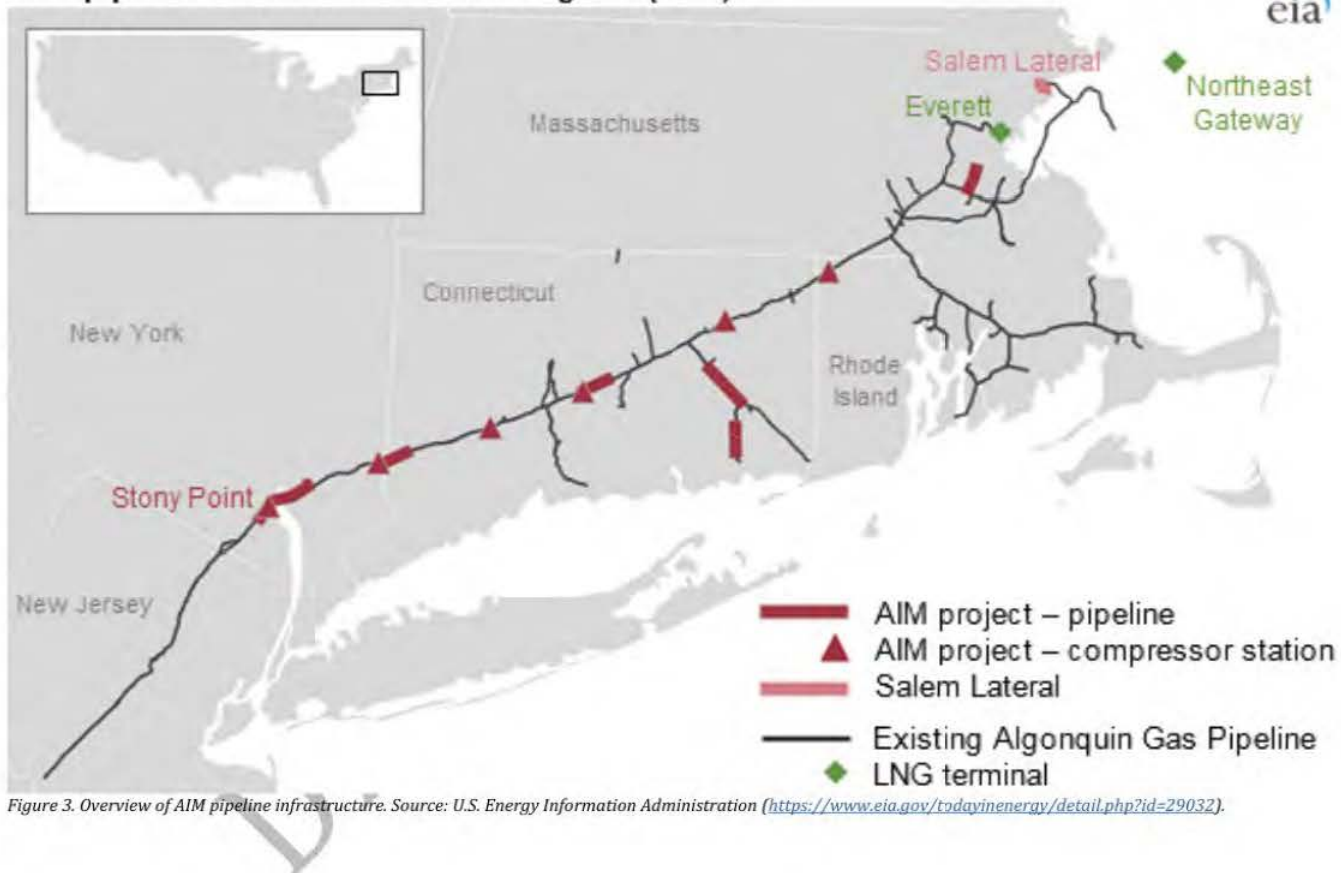 eia
Salem Lateral
Northeast
Gateway
Everett
Massachusetts
Connecticut
New York
Rhode
Island
Stony Point
New Jersey
AIM project – pipeline
AIM project – compressor station
Salem Lateral
Existing Algonquin Gas Pipeline
LNG terminal
Figure 3. Overview of AIM pipeline infrastructure. Source: U.S. Energy Information Administration (https://www.eia.gov/todayinenergy/detail.php?id=29032).